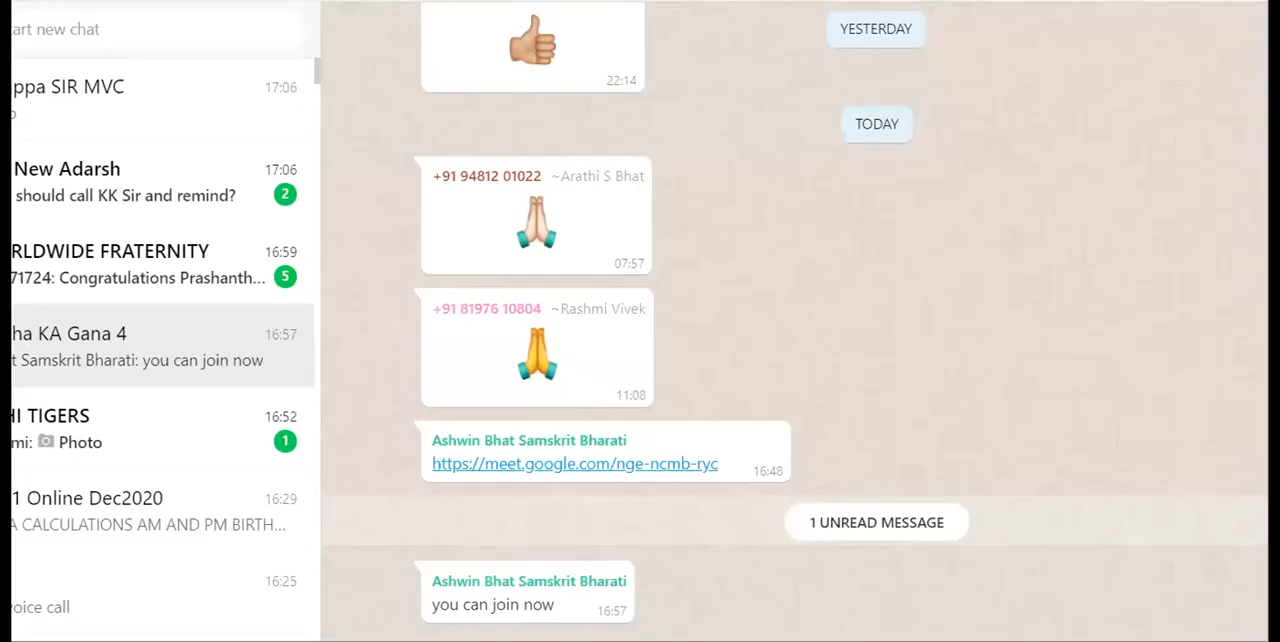 art new chat
ppa SIR MVC 17:06
New Adarsh 17:06
should call KK Sir and remind? 2
RLDWIDE FRATERNITY 16:59
71724: Congratulations Prashanth... 5
ha KA Gana 4 16:57
t Samskrit Bharati: you can join now
HI TIGERS 16:52
mi: Photo 1
1 Online Dec2020 16:29
A CALCULATIONS AM AND PM BIRTH...
16:25
oice call
22:14
YESTERDAY
TODAY
+91 94812 01022 ~Arathi S Bhat
07:57
+91 81976 10804 ~Rashmi Vivek
11:08
Ashwin Bhat Samskrit Bharati
https://meet.google.com/nge-ncmb-ryc 16:48
1 UNREAD MESSAGE
Ashwin Bhat Samskrit Bharati
you can join now 16:57